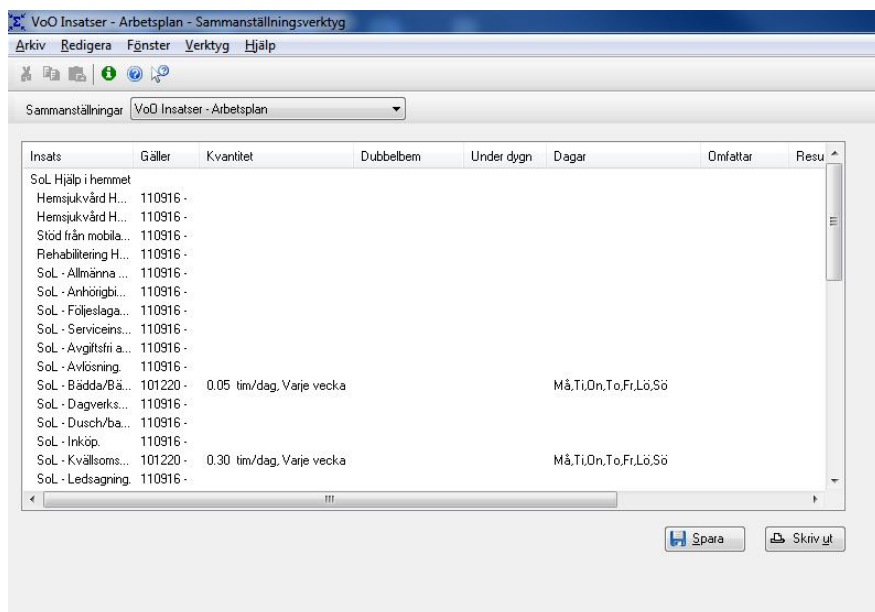 VoO Insatser - Arbetsplan - Sammanställningsverktyg
Arkiv Redigera Fönster Verktyg Hjälp
Sammanställningar VoO Insatser - Arbetsplan
Insats Gäller Kvantitet Dubbelbem Under dygn Dagar Omfattar Resu
SoL Hjälp i hemmet
Hemsjukvård H... 110916 -
Hemsjukvård H... 110916 -
Stöd från mobila... 110916 -
Rehabilitering H... 110916 -
SoL - Allmänna ... 110916 -
SoL - Anhörigbi... 110916 -
SoL - Följeslaga... 110916 -
SoL - Serviceins... 110916 -
SoL - Avgiftsfri a... 110916 -
SoL - Avlösning. 110916 -
SoL - Bädda/Bä... 101220 - 0.05 tim/dag, Varje vecka Må,Ti,On,To,Fr,Lö,Sö
SoL - Dagverks... 110916 -
SoL - Dusch/ba... 110916 -
SoL - Inköp. 110916 -
SoL - Kvällsoms... 101220 - 0.30 tim/dag, Varje vecka Må,Ti,On,To,Fr,Lö,Sö
SoL - Ledsagning. 110916 -
Spara Skriv ut